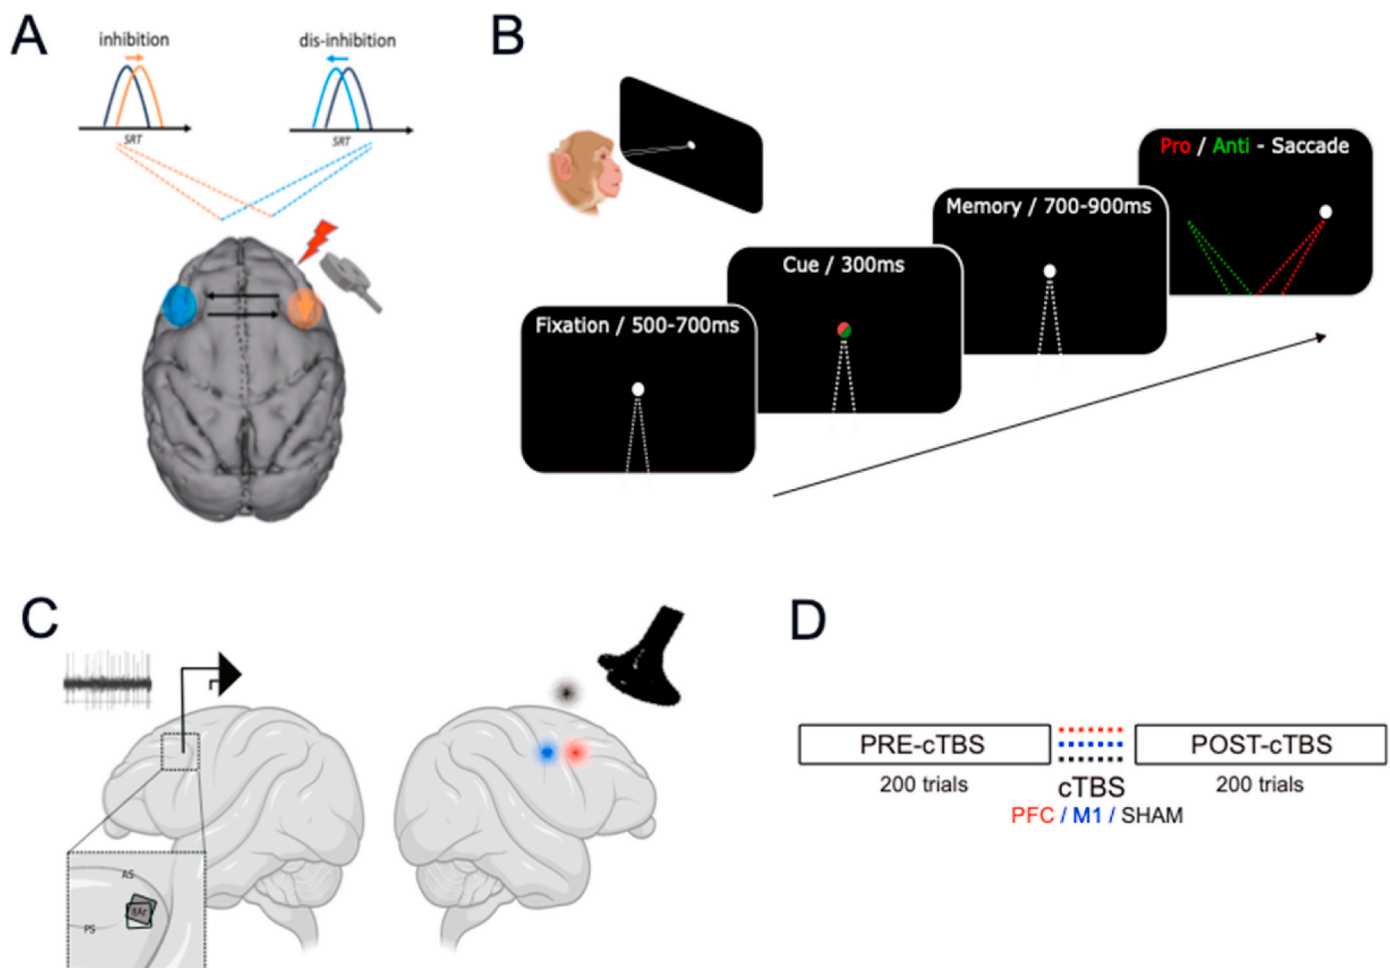 A
inhibition
dis-inhibition
SRT
SRT
B
Fixation / 500-700ms
Cue / 300ms
Memory / 700-900ms
Pro / Anti - Saccade
C
AS
PS
8Ar
D
PRE-cTBS
POST-cTBS
200 trials
cTBS
200 trials
PFC / M1 / SHAM